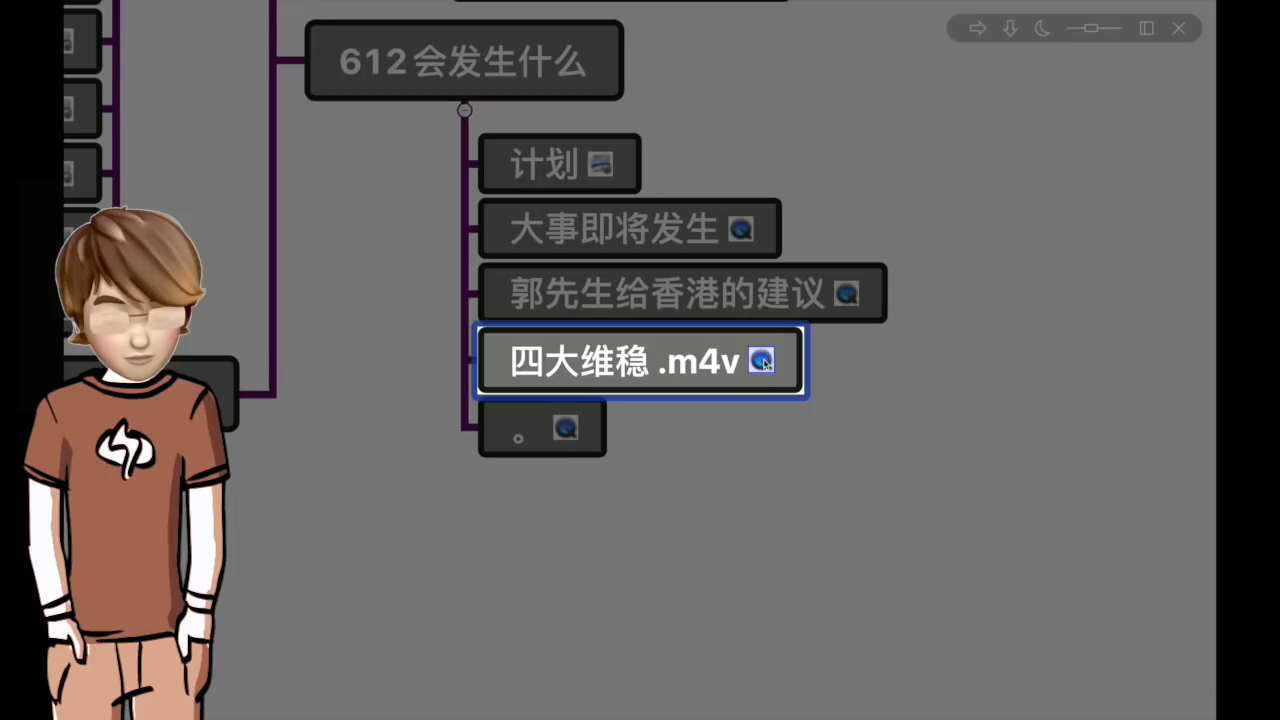 612会发生什么
计划
大事即将发生
郭先生给香港的建议
四大维稳 .m4v
。